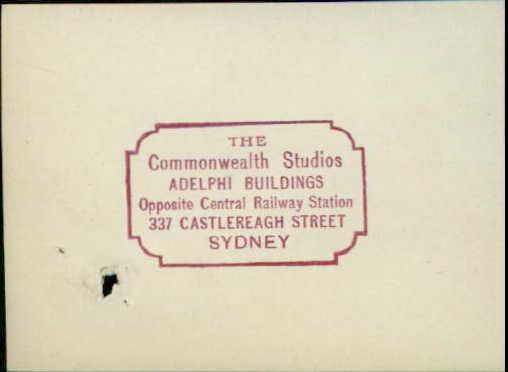 THE
Commonwealth Studios
ADELPHI BUILDINGS
Opposite Central Railway Station
337 CASTLEREAGH STREET
SYDNEY